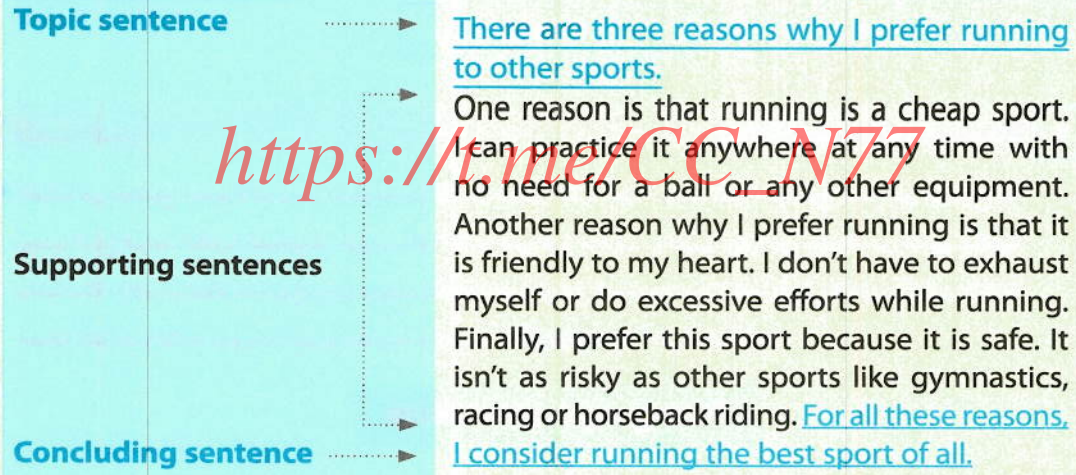 Topic sentence
There are three reasons why I prefer running
to other sports.
One reason is that running is a cheap sport.
I can practice it anywhere at any time with
https://t.me/CC_N77
no need for a ball or any other equipment.
Another reason why I prefer running is that it
Supporting sentences
is friendly to my heart. I don't have to exhaust
myself or do excessive efforts while running.
Finally, I prefer this sport because it is safe. It
isn't as risky as other sports like gymnastics,
racing or horseback riding. For all these reasons,
Concluding sentence
I consider running the best sport of all.